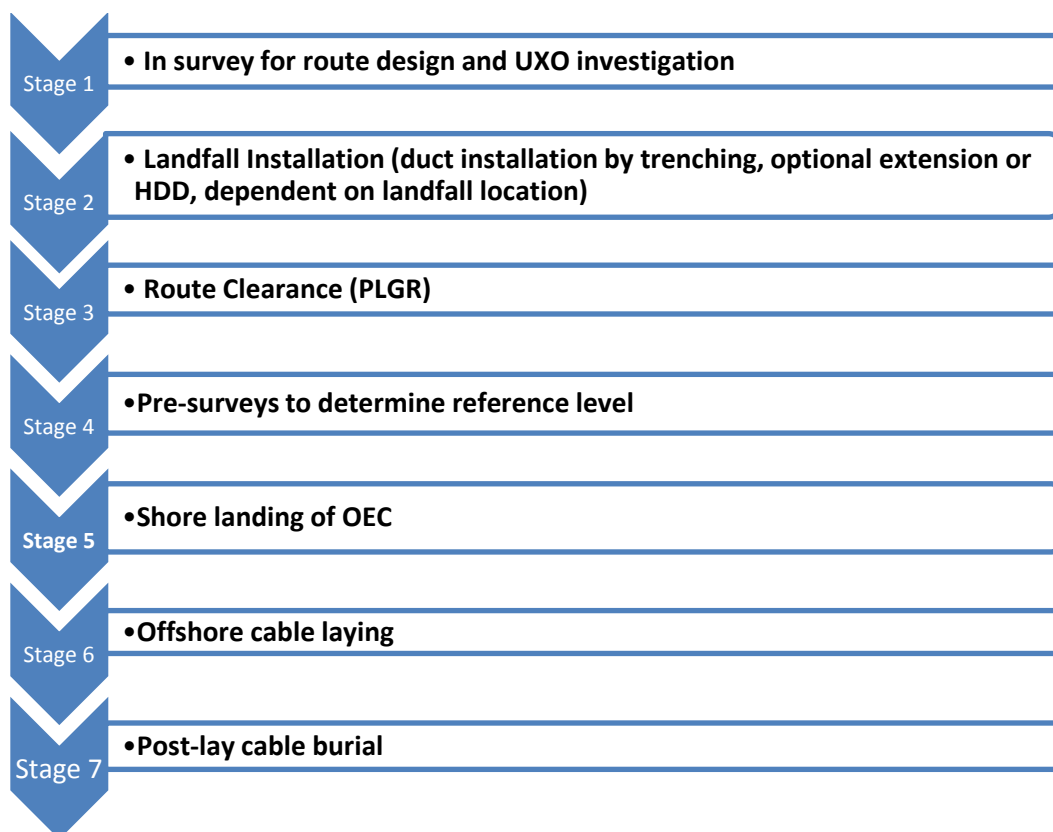 Stage 1
• In survey for route design and UXO investigation
Stage 2
• Landfall Installation (duct installation by trenching, optional extension or
HDD, dependent on landfall location)
Stage 3
• Route Clearance (PLGR)
Stage 4
•Pre-surveys to determine reference level
Stage 5
•Shore landing of OEC
Stage 6
•Offshore cable laying
Stage 7
•Post-lay cable burial